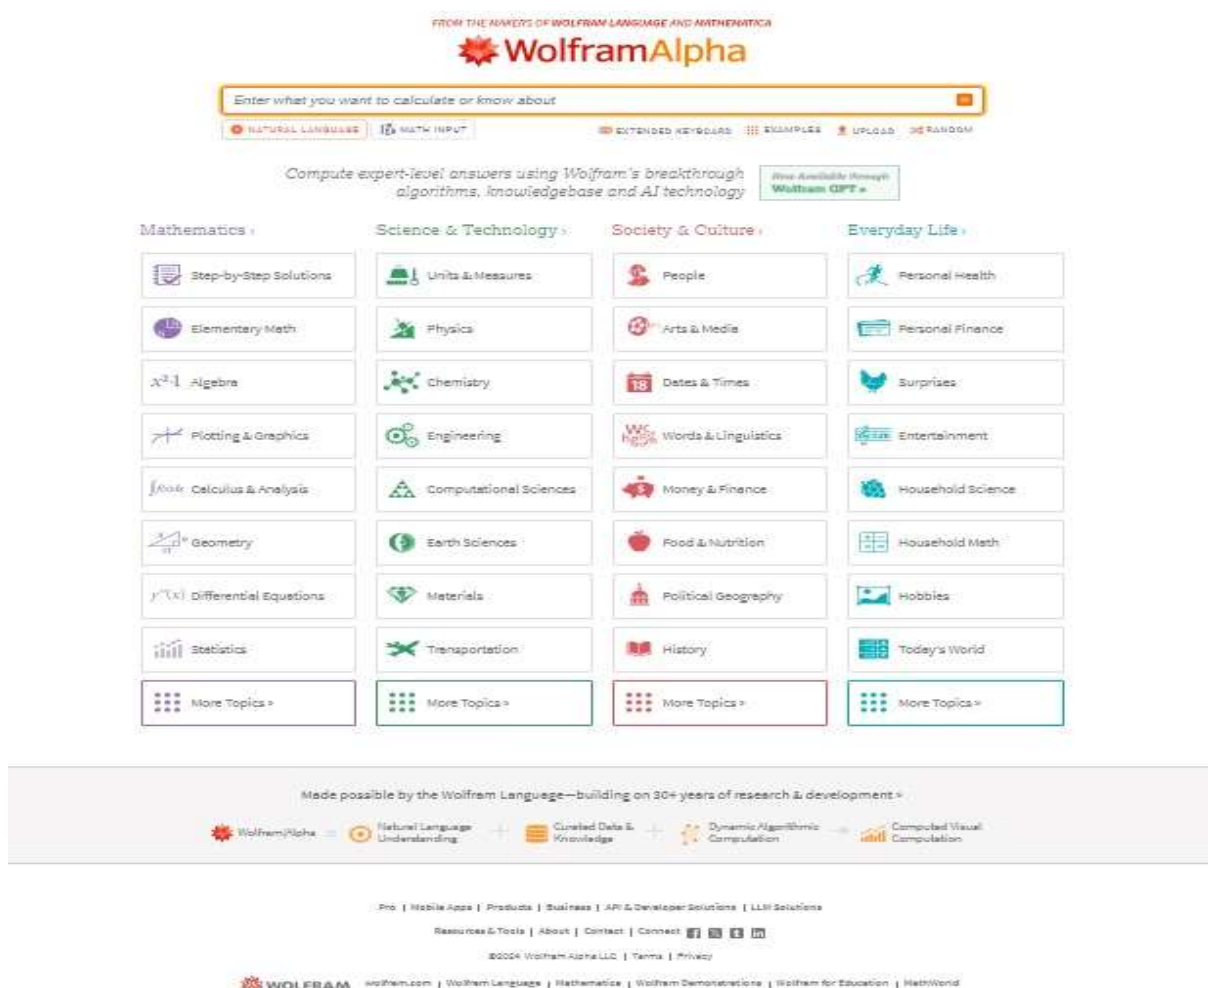 FROM THE MAKERS OF WOLFRAM LANGUAGE AND MATHEMATICA
WolframAlpha
Enter what you want to calculate or know about
NATURAL LANGUAGE
MATH INPUT
EXTENDED KEYBOARD
EXAMPLES
UPLOAD
RANDOM
Compute expert-level answers using Wolfram's breakthrough
algorithms, knowledgebase and AI technology
Now Available through
Wolfram GPT »
Mathematics ›
Step-by-Step Solutions
Elementary Math
x²-1 Algebra
Plotting & Graphics
Calculus & Analysis
Geometry
Differential Equations
Statistics
More Topics »
Science & Technology ›
Units & Measures
Physics
Chemistry
Engineering
Computational Sciences
Earth Sciences
Materials
Transportation
More Topics »
Society & Culture ›
People
Arts & Media
18 Dates & Times
Words & Linguistics
Money & Finance
Food & Nutrition
Political Geography
History
More Topics »
Everyday Life ›
Personal Health
Personal Finance
Surprises
Entertainment
Household Science
Household Math
Hobbies
Today's World
More Topics »
Made possible by the Wolfram Language—building on 30+ years of research & development »
Wolfram|Alpha =
Natural Language
Understanding
+
Curated Data &
Knowledge
+
Dynamic Algorithmic
Computation
Computed Visual
Computation
Pro | Mobile Apps | Products | Business | API & Developer Solutions | LLM Solutions
Resources & Tools | About | Contact | Connect
©2024 Wolfram Alpha LLC | Terms | Privacy
WOLFRAM
wolfram.com | Wolfram Language | Mathematica | Wolfram Demonstrations | Wolfram for Education | MathWorld